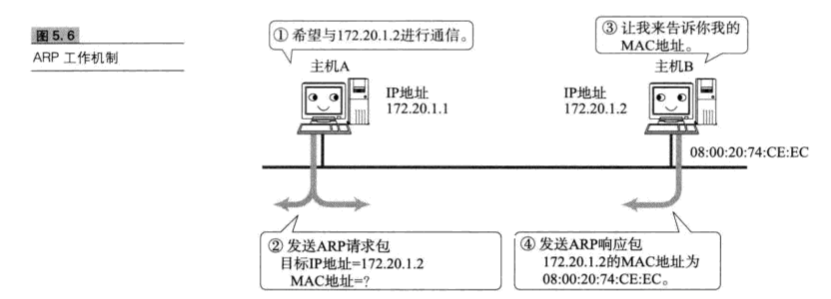 图5.6
ARP 工作机制
① 希望与172.20.1.2进行通信。
主机A
IP地址
172.20.1.1
③ 让我来告诉你我的
MAC地址。
主机B
IP地址
172.20.1.2
08:00:20:74:CE:EC
② 发送ARP请求包
目标IP地址=172.20.1.2
MAC地址=?
④ 发送ARP响应包
172.20.1.2的MAC地址为
08:00:20:74:CE:EC。